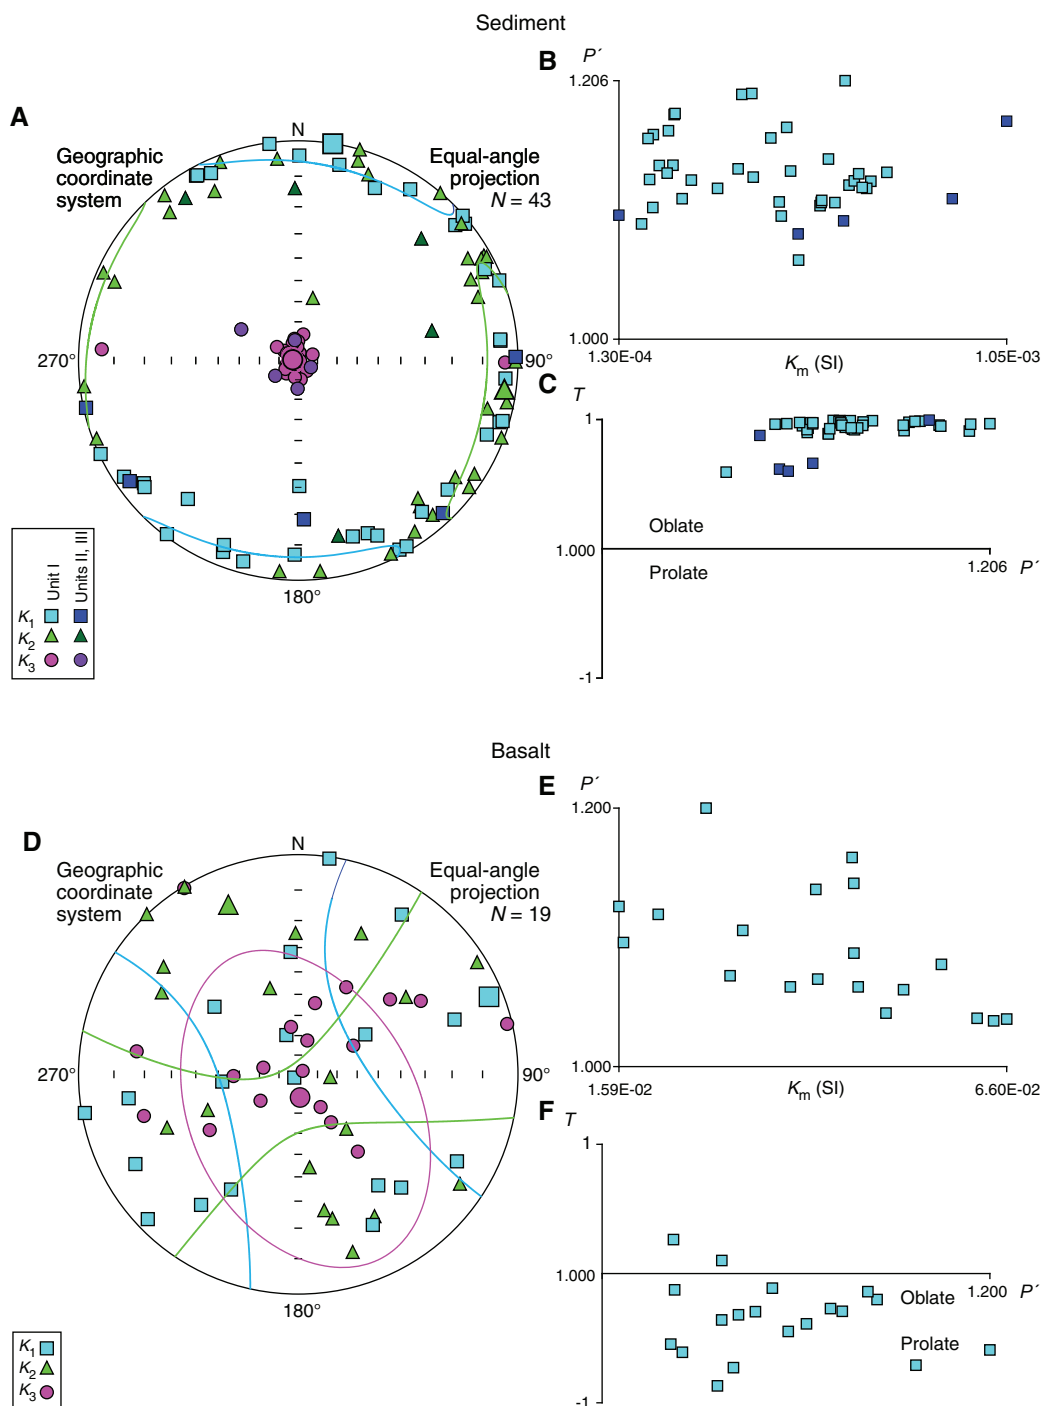 Sediment
A
Geographic
coordinate
system
N
Equal-angle
projection
N = 43
270°
90°
180°
Unit I
Units II, III
K1
K2
K3
B
P´
1.206
1.000
1.30E-04
Km (SI)
1.05E-03
C
T
1
Oblate
1.000
Prolate
1.206 P´
-1
Basalt
D
Geographic
coordinate
system
N
Equal-angle
projection
N = 19
270°
90°
180°
K1
K2
K3
E
P´
1.200
1.000
1.59E-02
Km (SI)
6.60E-02
F
T
1
1.000
1.200 P´
Oblate
Prolate
-1